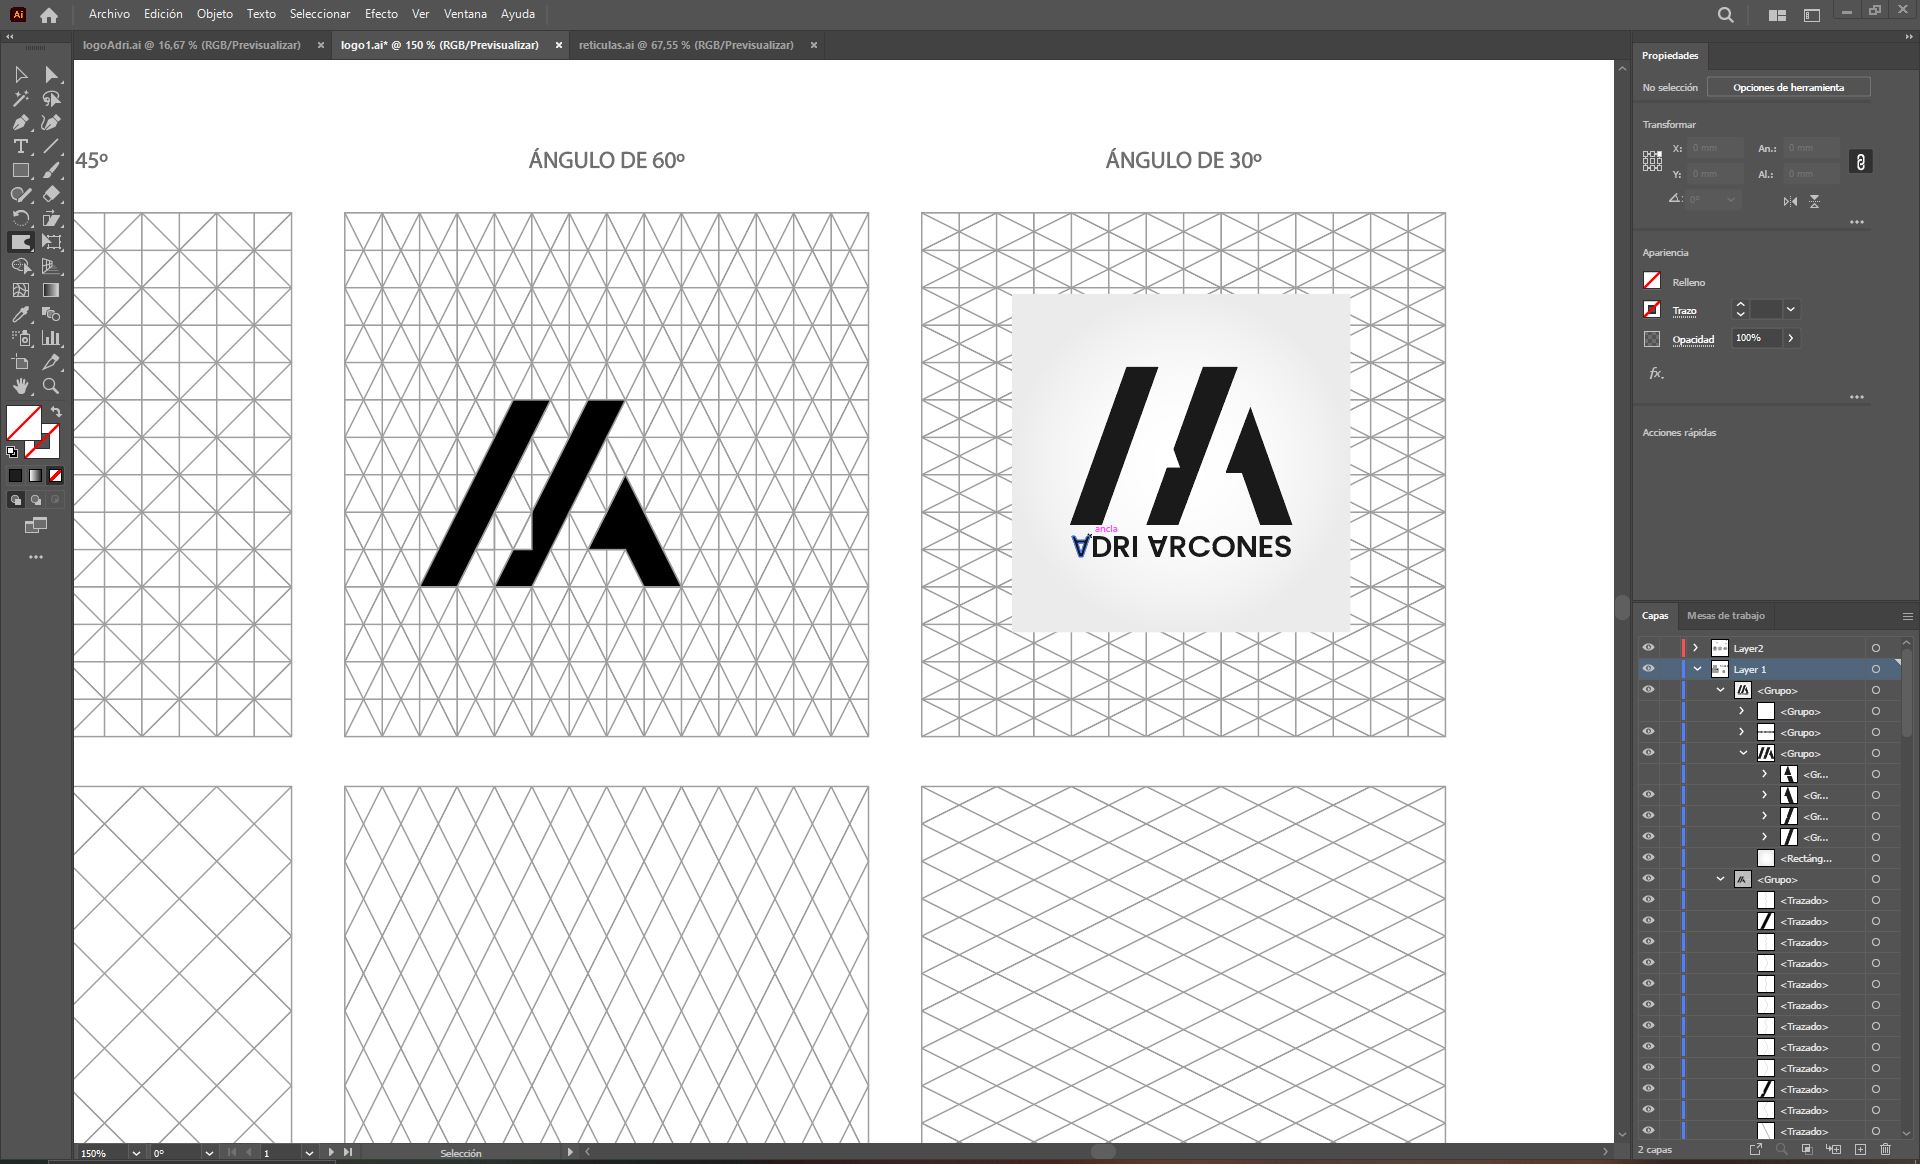 Ai Archivo Edición Objeto Texto Seleccionar Efecto Ver Ventana Ayuda
logoAdri.ai @ 16,67 % (RGB/Previsualizar) × logo1.ai* @ 150 % (RGB/Previsualizar) × reticulas.ai @ 67,55 % (RGB/Previsualizar) ×
45º
ÁNGULO DE 60º
ÁNGULO DE 30º
ancla
ⱯDRI ⱯRCONES
Propiedades
No selección Opciones de herramienta
Transformar
X: 0 mm An.: 0 mm
Y: 0 mm Al.: 0 mm
0º
Apariencia
Relleno
Trazo
Opacidad 100%
fx.
Acciones rápidas
Capas Mesas de trabajo
Layer2
Layer 1
<Grupo>
<Grupo>
<Grupo>
<Grupo>
<Gr...
<Gr...
<Gr...
<Gr...
<Rectáng...
<Grupo>
<Trazado>
<Trazado>
<Trazado>
<Trazado>
<Trazado>
<Trazado>
<Trazado>
<Trazado>
<Trazado>
<Trazado>
<Trazado>
<Trazado>
2 capas
150% 0º 1 Selección